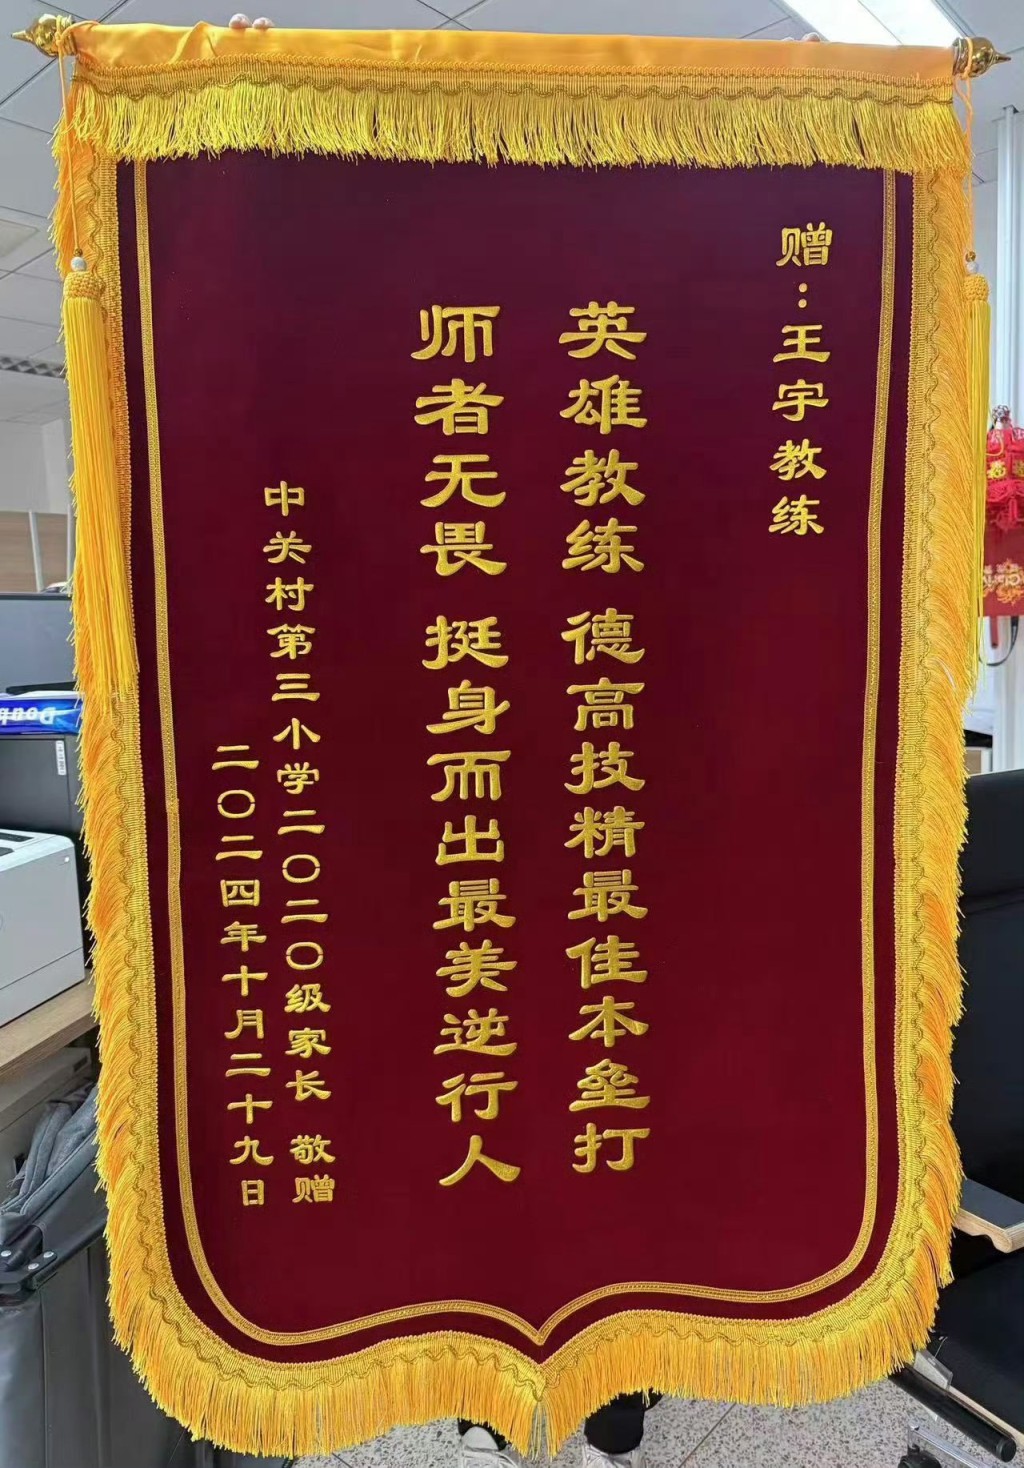 赠：王宇教练
英雄教练 德高技精最佳本垒打
师者无畏 挺身而出最美逆行人
中关村第三小学二〇二〇级家长 敬赠
二〇二四年十月二十九日